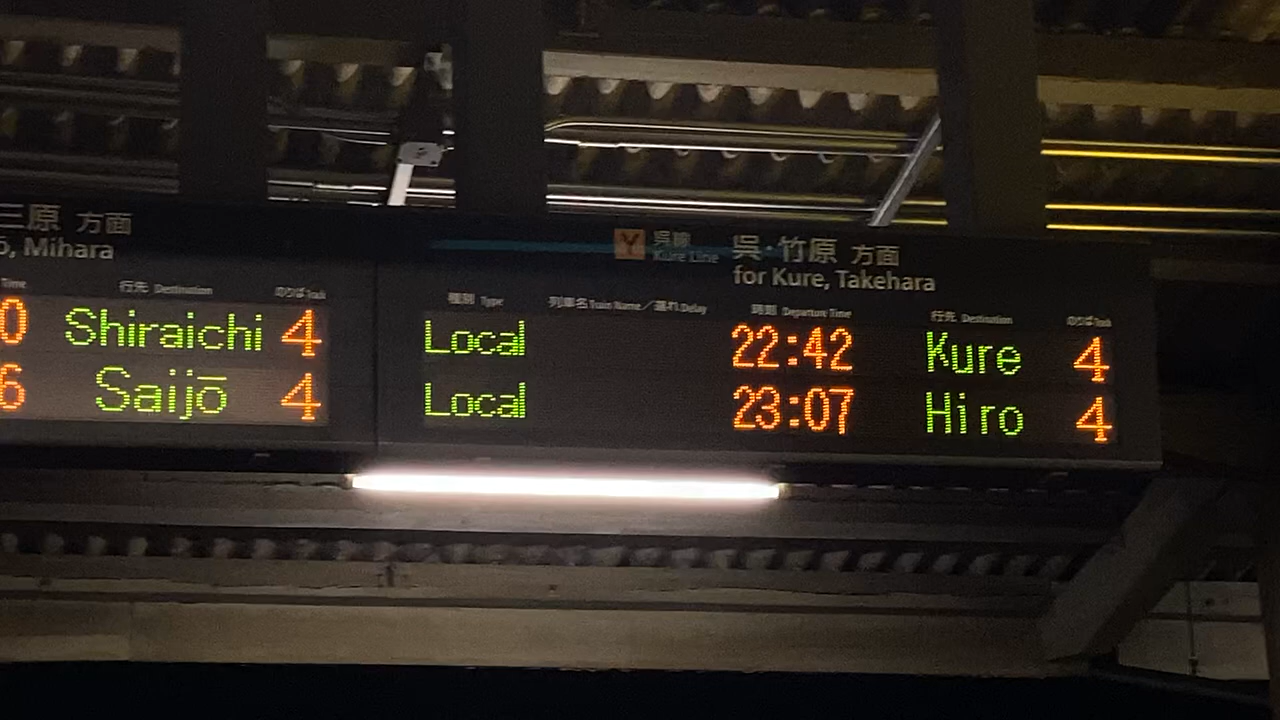 三原 方面
ō, Mihara
Time 行先 Destination のりば Track
0 Shiraichi 4
6 Saijō 4
Y 呉線 Kure Line
呉・竹原 方面
for Kure, Takehara
種別 Type 列車名 Train Name／遅れ Delay 時刻 Departure Time 行先 Destination のりば Track
Local 22:42 Kure 4
Local 23:07 Hiro 4